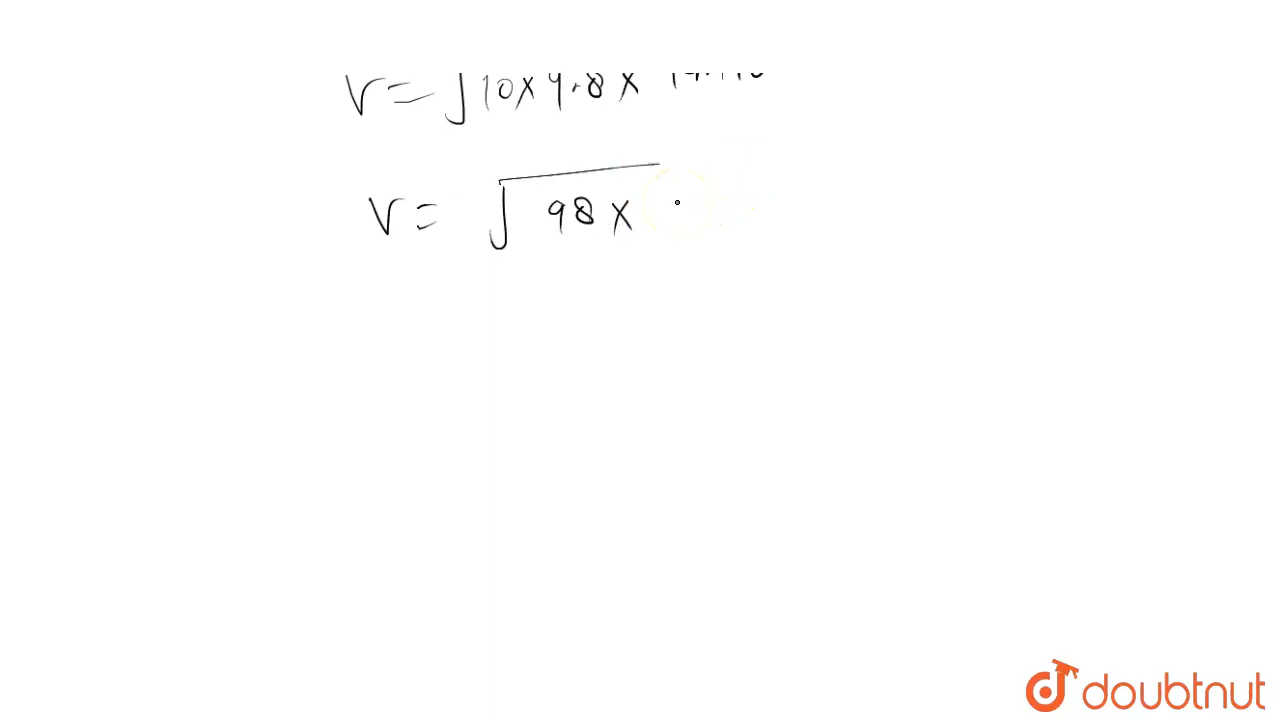 V = √10 x 9.8 x
V = √98 x
doubtnut